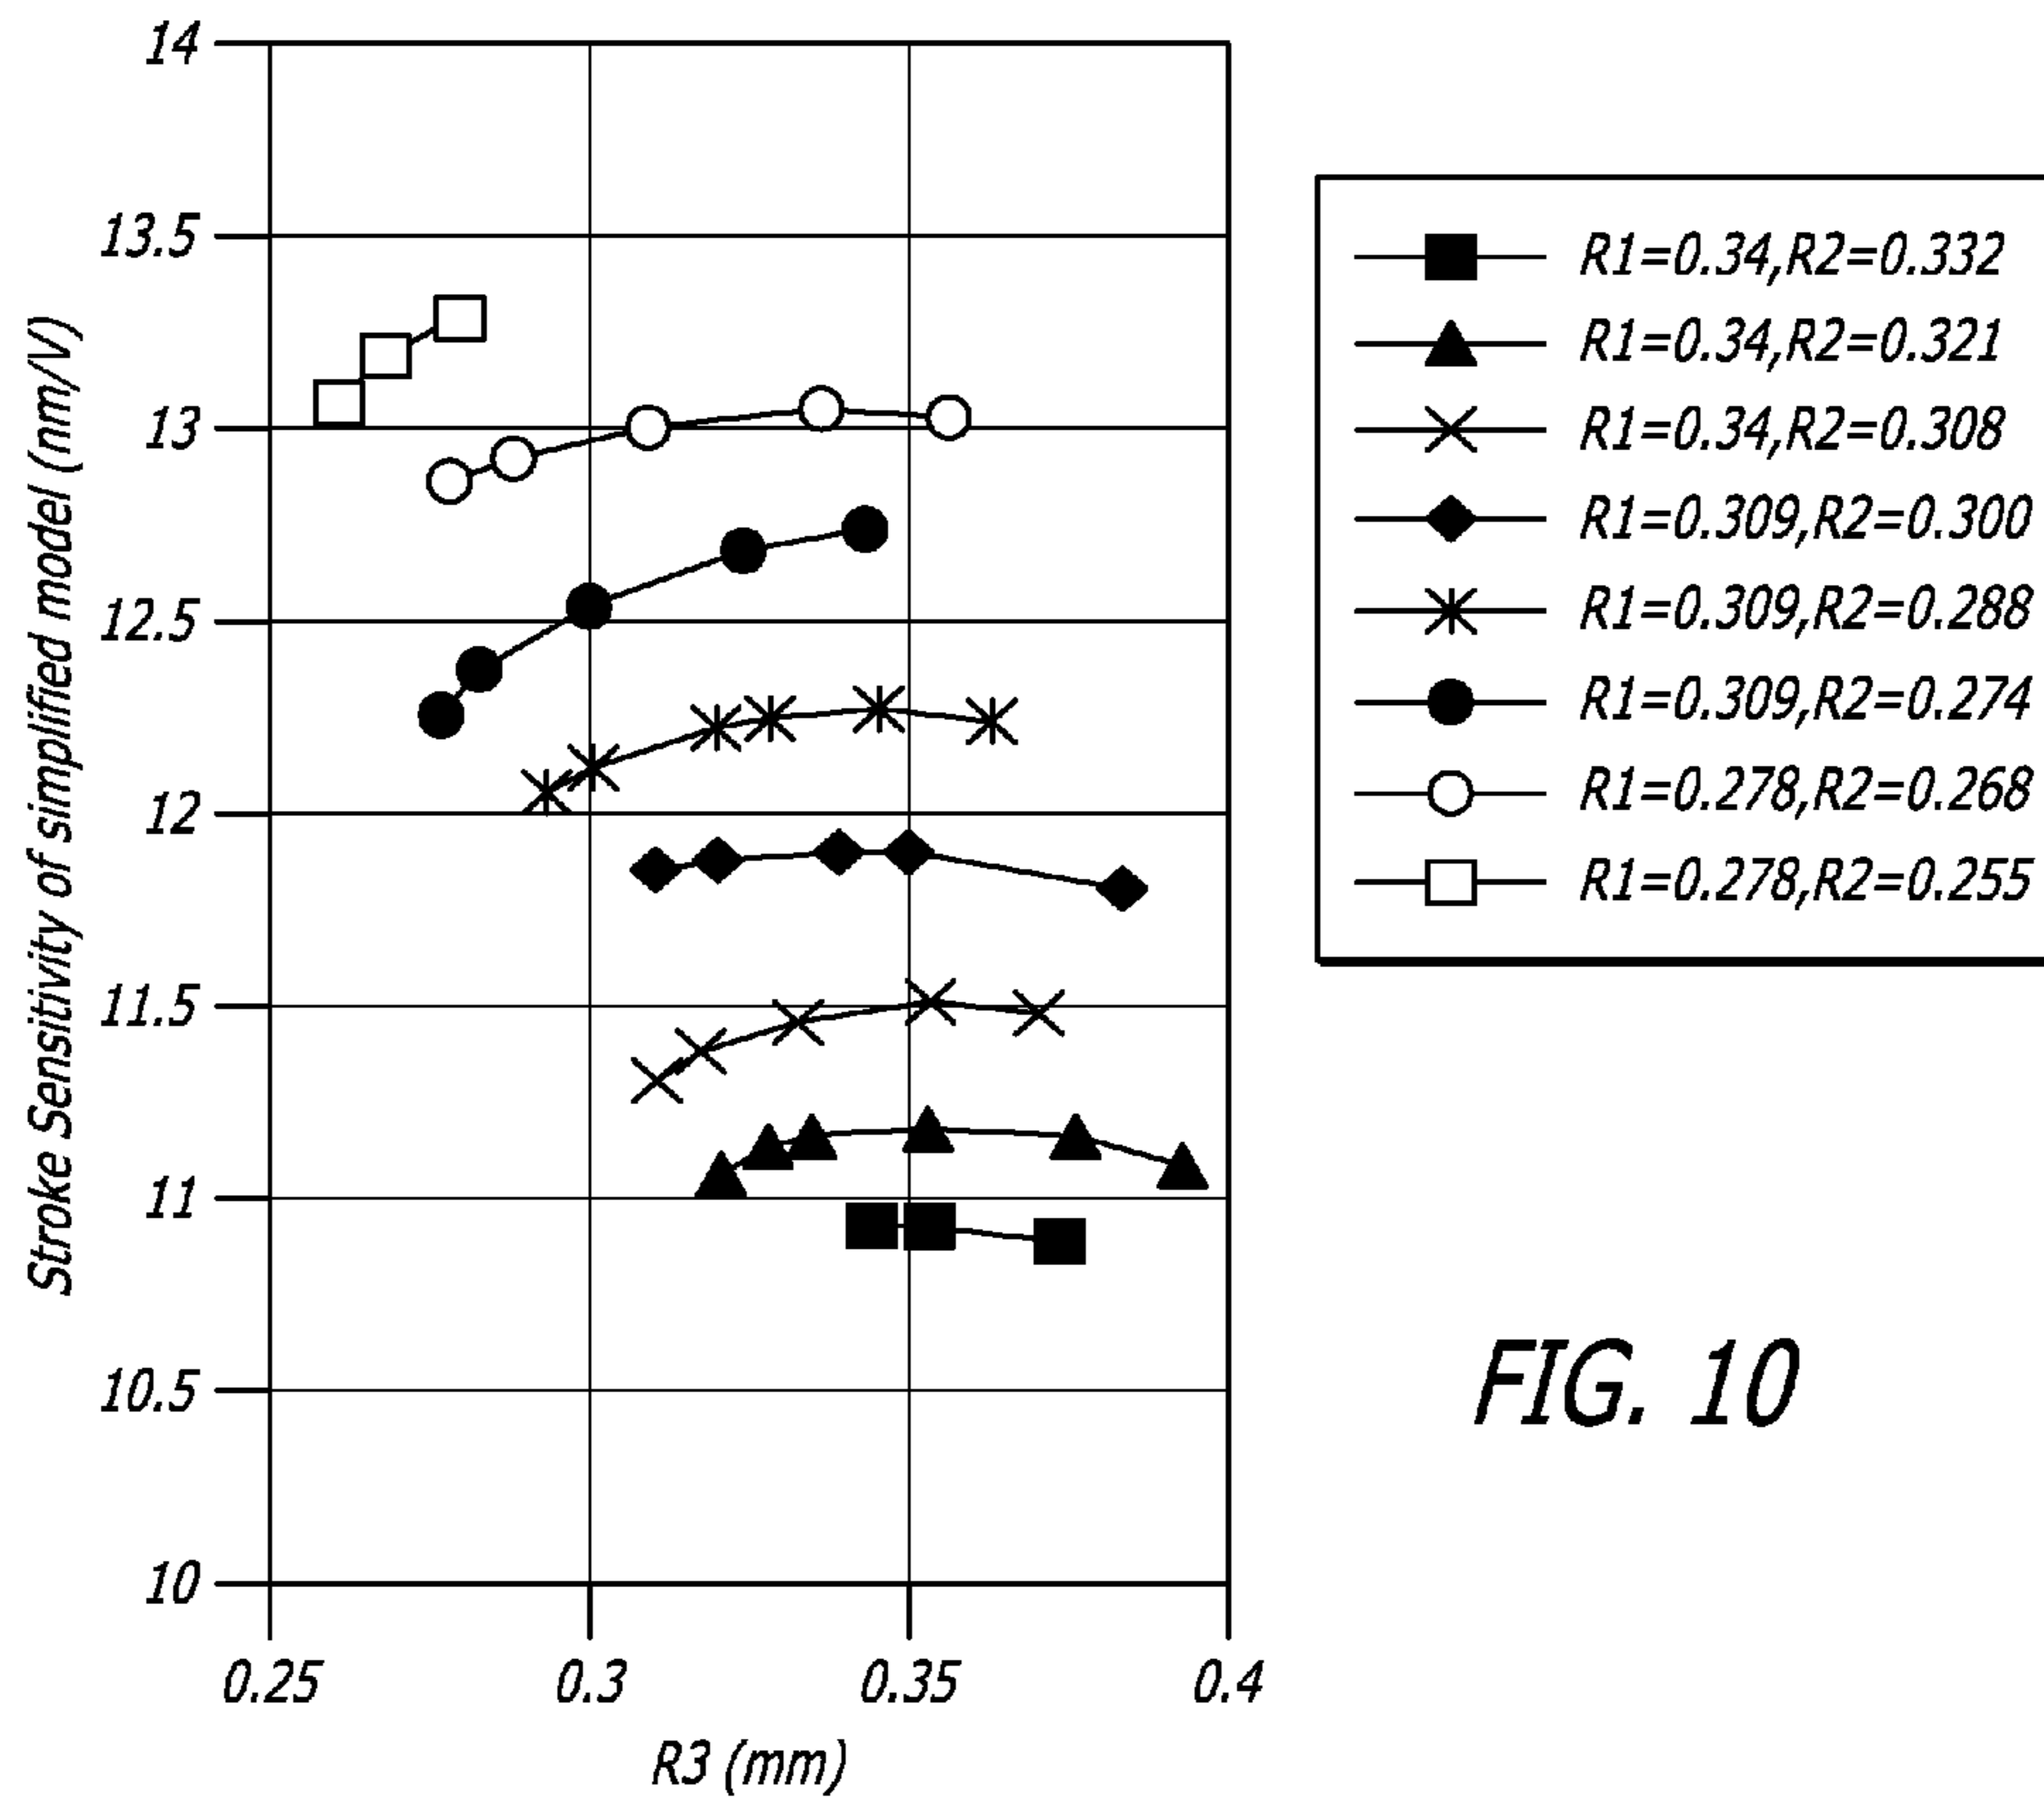 Stroke Sensitivity of simplified model (nm/V)
14
13.5
13
12.5
12
11.5
11
10.5
10
0.25
0.3
0.35
0.4
R3 (mm)
R1=0.34,R2=0.332
R1=0.34,R2=0.321
R1=0.34,R2=0.308
R1=0.309,R2=0.300
R1=0.309,R2=0.288
R1=0.309,R2=0.274
R1=0.278,R2=0.268
R1=0.278,R2=0.255
FIG. 10